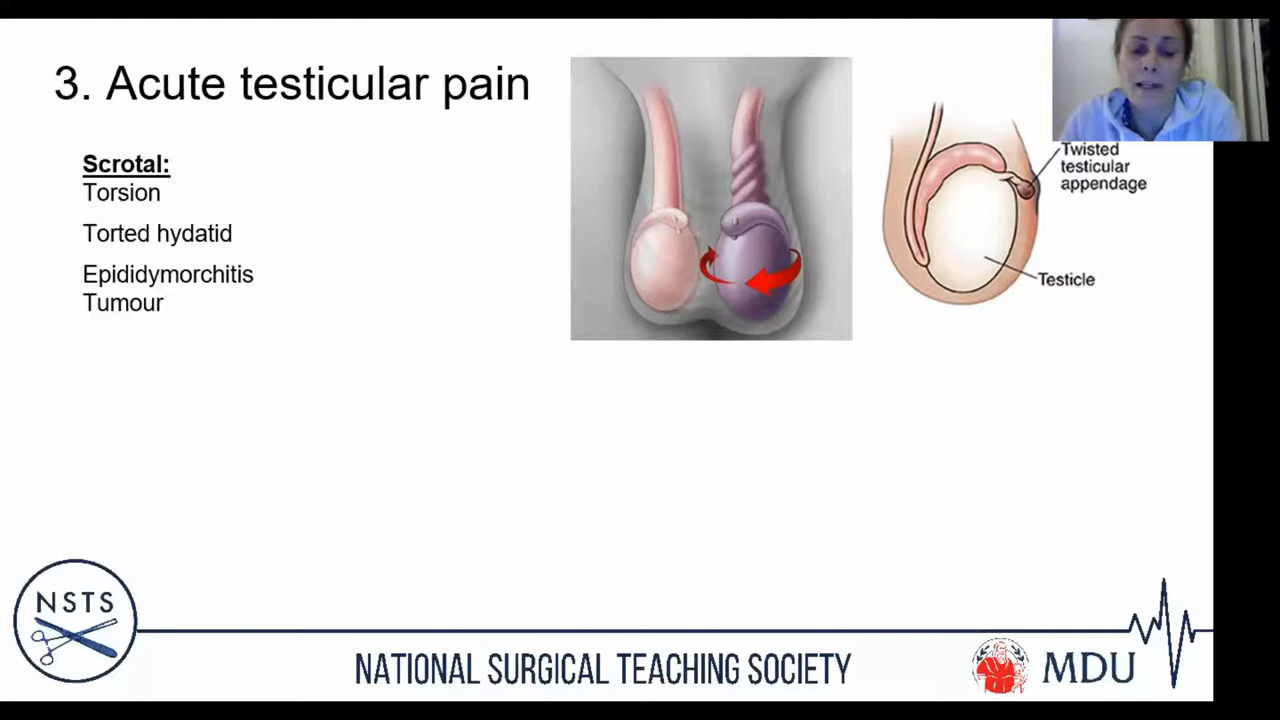 3. Acute testicular pain
Scrotal:
Torsion
Torted hydatid
Epididymorchitis
Tumour
Twisted
testicular
appendage
Testicle
NSTS
NATIONAL SURGICAL TEACHING SOCIETY
MDU